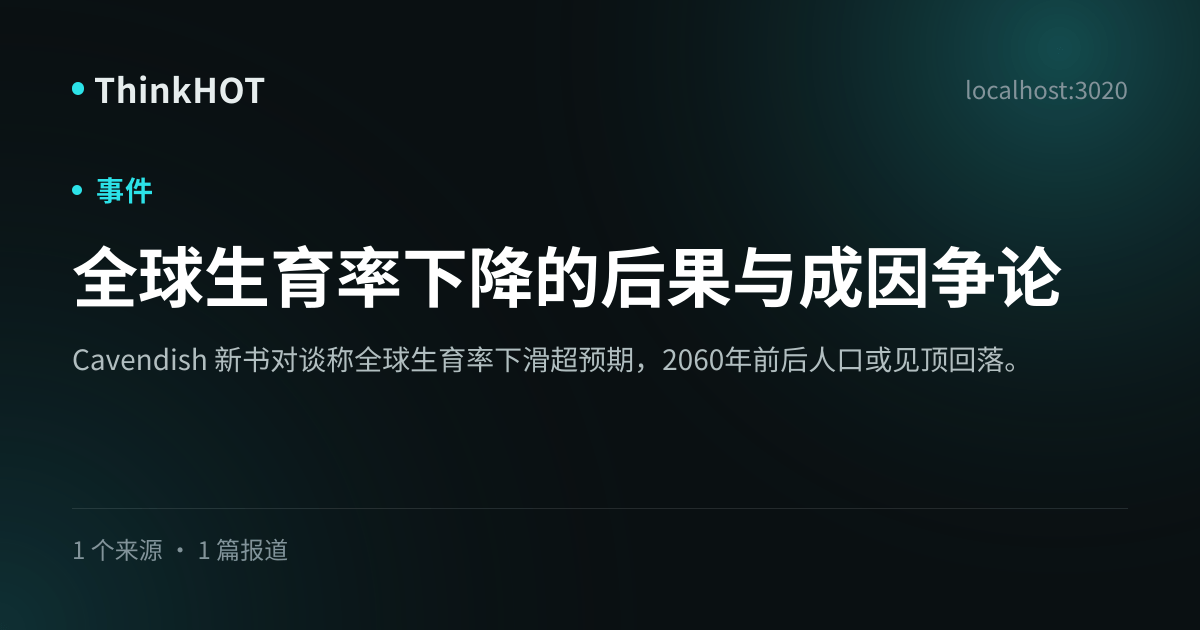 ThinkHOT
localhost:3020
事件
全球生育率下降的后果与成因争论
Cavendish 新书对谈称全球生育率下滑超预期，2060年前后人口或见顶回落。
1 个来源 · 1 篇报道